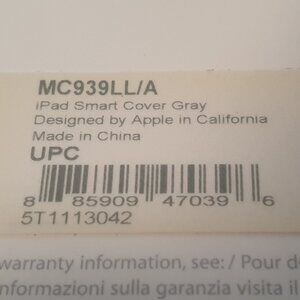 MC939LL/A
iPad Smart Cover Gray
Designed by Apple in California
Made in China
UPC
8 85909 47039 6
5T1113042
warranty information, see: / Pour d
nformazioni sulla garanzia visita il